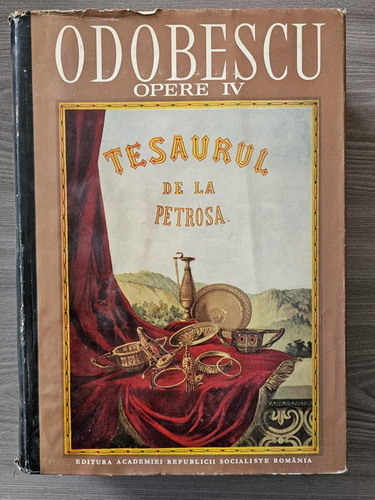 ODOBESCU
OPERE IV
TESAURUL
DE LA
PETROSA.
EDITURA ACADEMIEI REPUBLICII SOCIALISTE ROMÂNIA